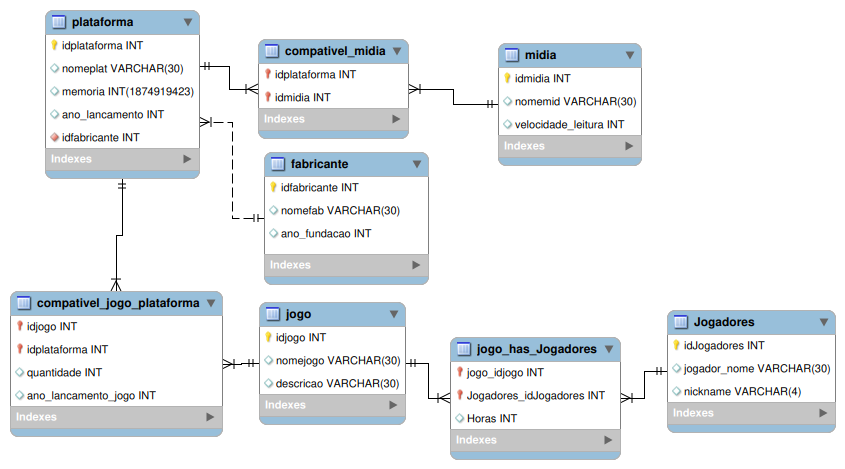 plataforma
idplataforma INT
nomeplat VARCHAR(30)
memoria INT(1874919423)
ano_lancamento INT
idfabricante INT
Indexes
compativel_midia
idplataforma INT
idmidia INT
Indexes
midia
idmidia INT
nomemid VARCHAR(30)
velocidade_leitura INT
Indexes
fabricante
idfabricante INT
nomefab VARCHAR(30)
ano_fundacao INT
Indexes
compativel_jogo_plataforma
idjogo INT
idplataforma INT
quantidade INT
ano_lancamento_jogo INT
Indexes
jogo
idjogo INT
nomejogo VARCHAR(30)
descricao VARCHAR(30)
Indexes
jogo_has_Jogadores
jogo_idjogo INT
Jogadores_idJogadores INT
Horas INT
Indexes
Jogadores
idJogadores INT
jogador_nome VARCHAR(30)
nickname VARCHAR(4)
Indexes